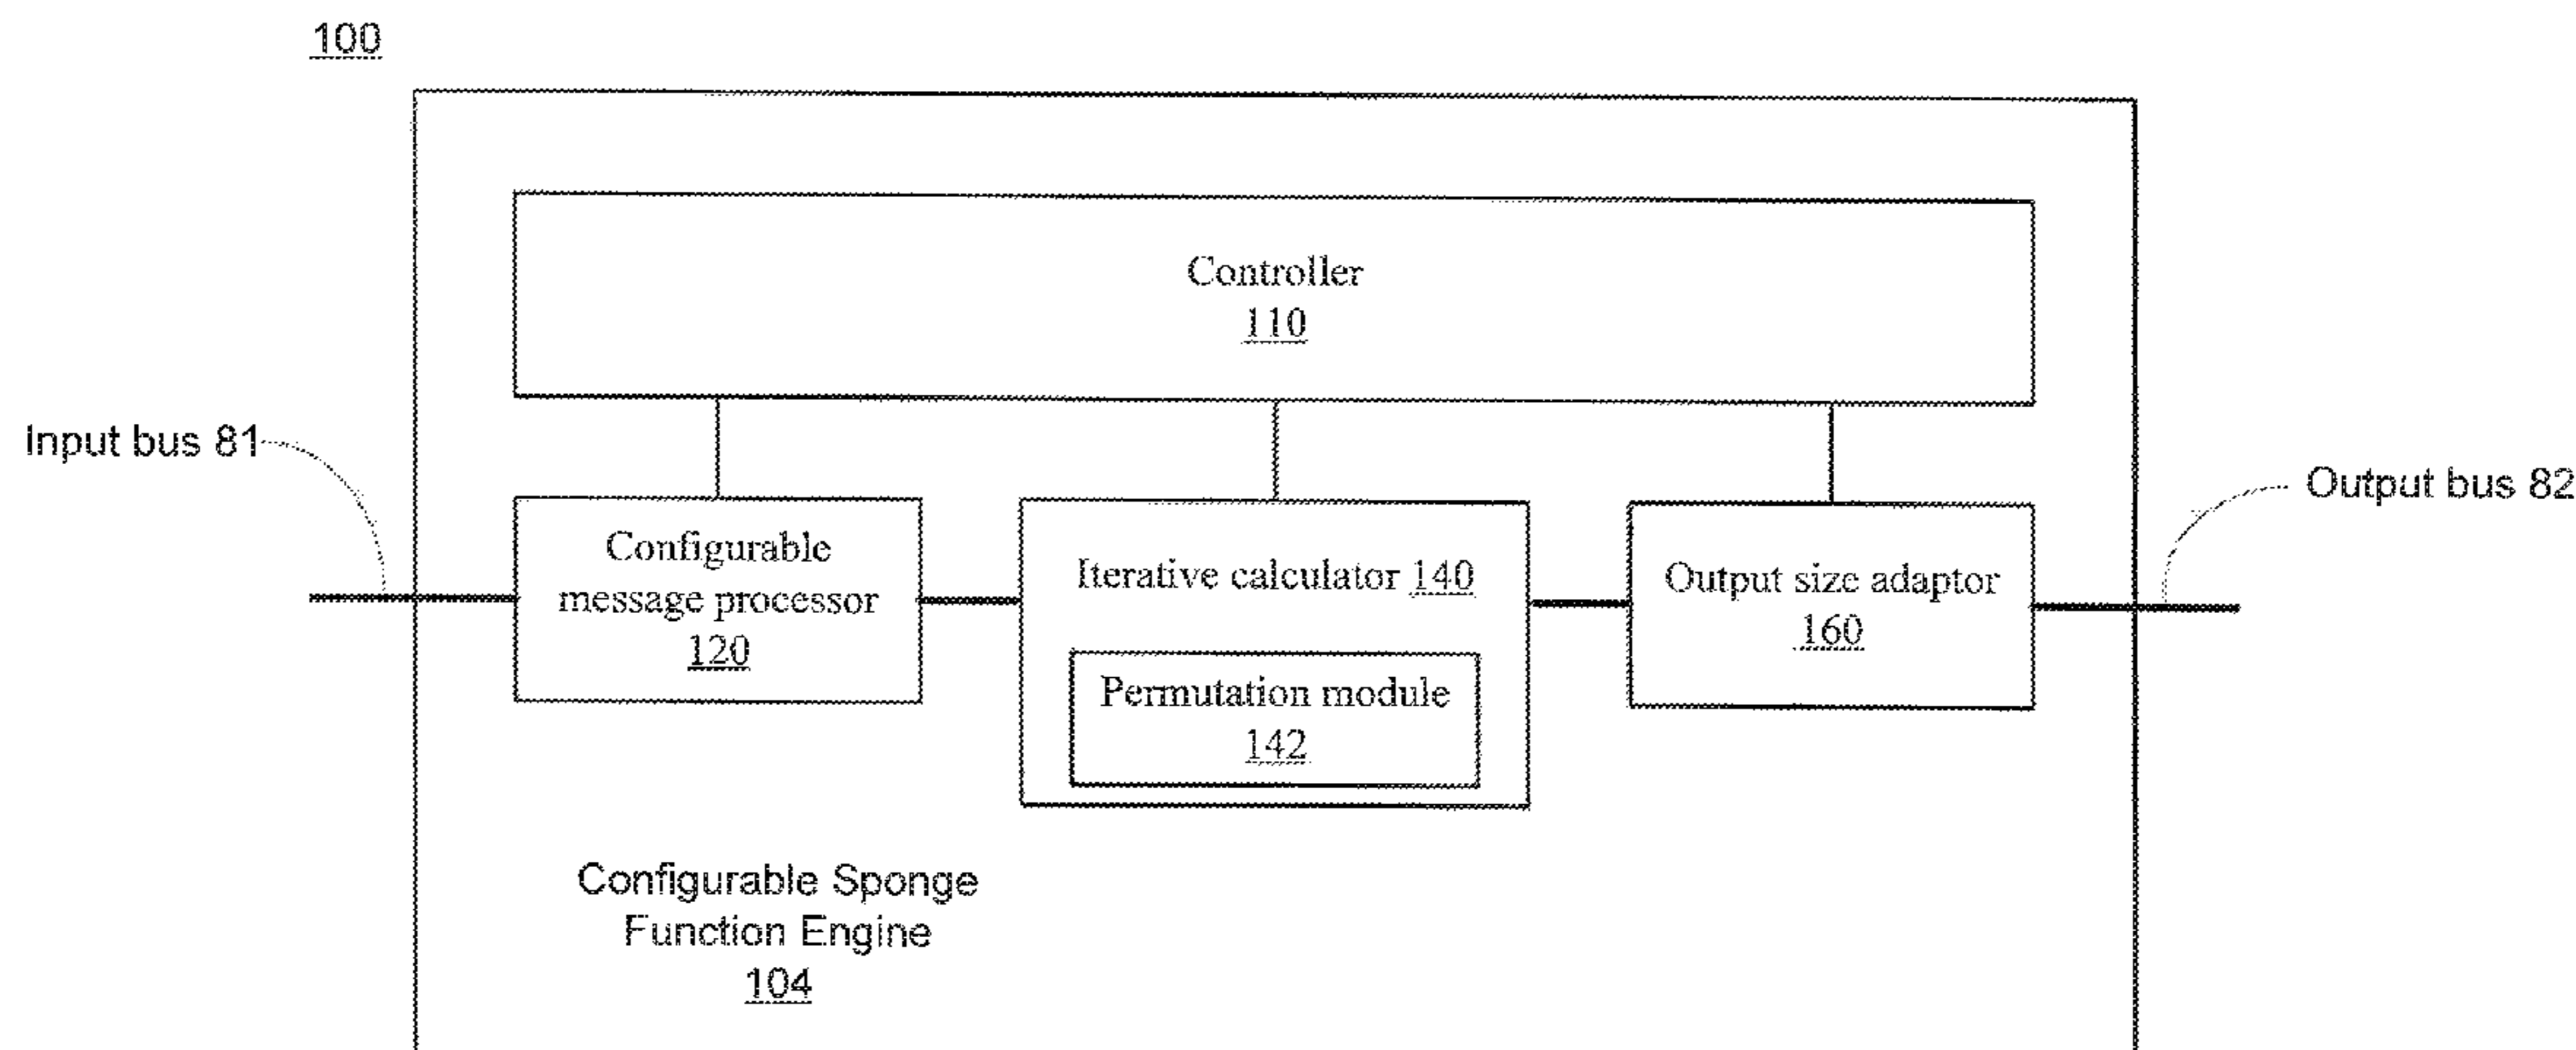 100
Controller
110
Input bus 81
Output bus 82
Configurable
message processor
120
Iterative calculator 140
Permutation module
142
Output size adaptor
160
Configurable Sponge
Function Engine
104